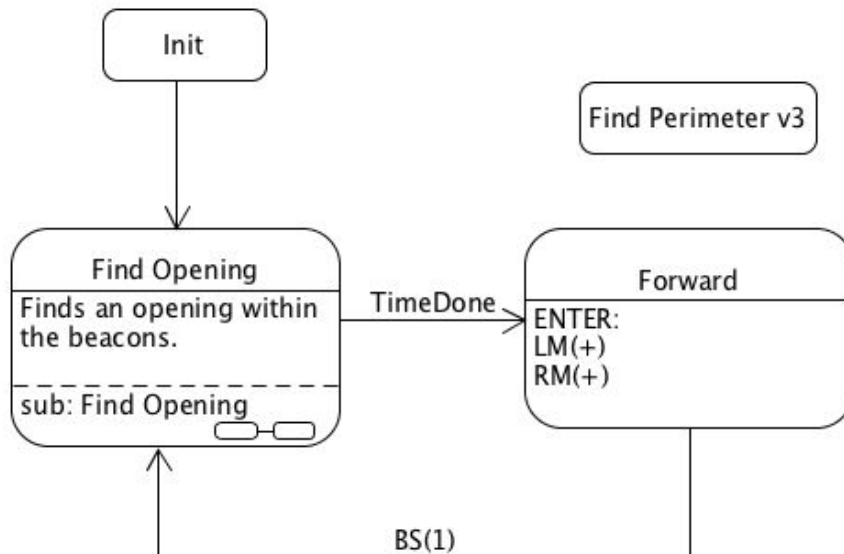 Init
Find Perimeter v3
Find Opening
Finds an opening within
the beacons.
sub: Find Opening
TimeDone
Forward
ENTER:
LM(+)
RM(+)
BS(1)